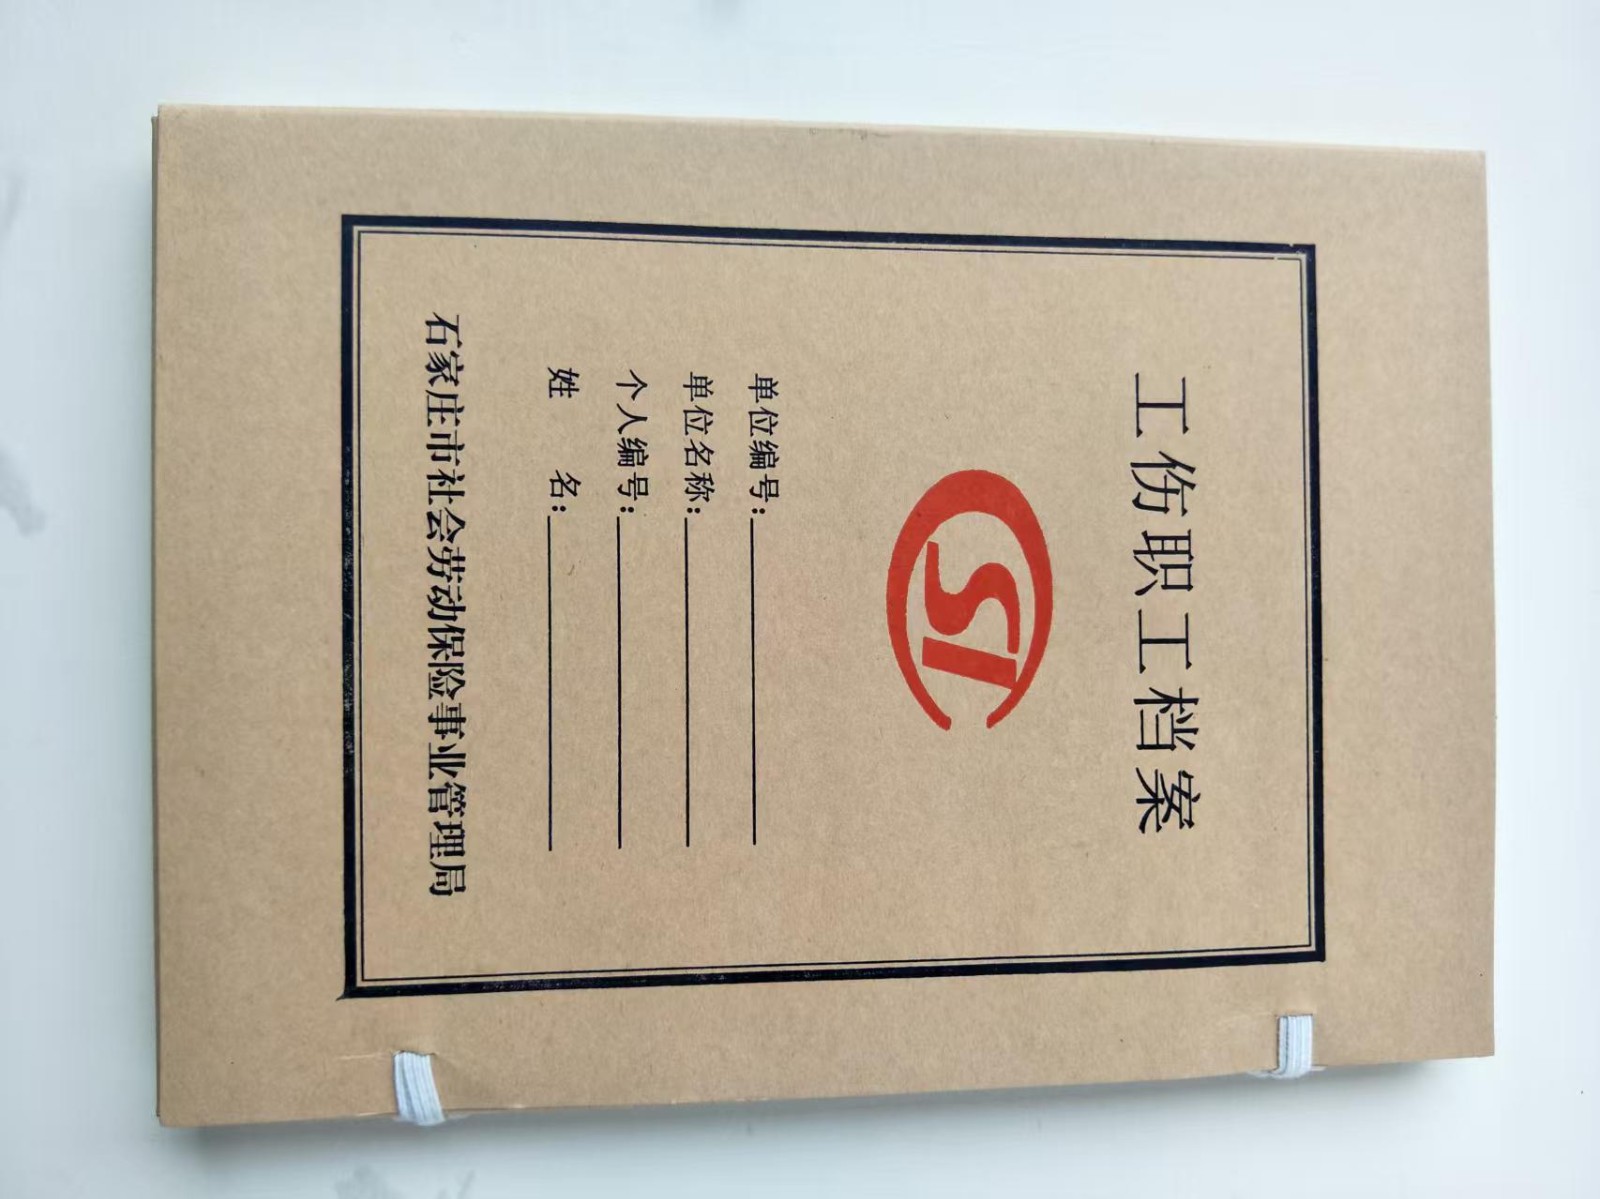 工伤职工档案
CSI
单位编号:
单位名称:
个人编号:
姓 名:
石家庄市社会劳动保险事业管理局